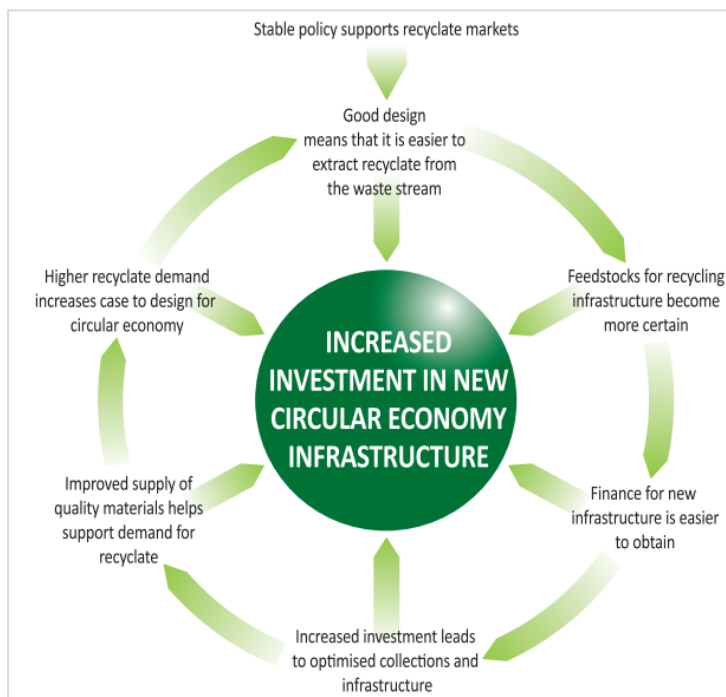 Stable policy supports recyclate markets
Good design
means that it is easier to
extract recyclate from
the waste stream
Higher recyclate demand
increases case to design for
circular economy
Feedstocks for recycling
infrastructure become
more certain
INCREASED
INVESTMENT IN NEW
CIRCULAR ECONOMY
INFRASTRUCTURE
Improved supply of
quality materials helps
support demand for
recyclate
Finance for new
infrastructure is easier
to obtain
Increased investment leads
to optimised collections and
infrastructure